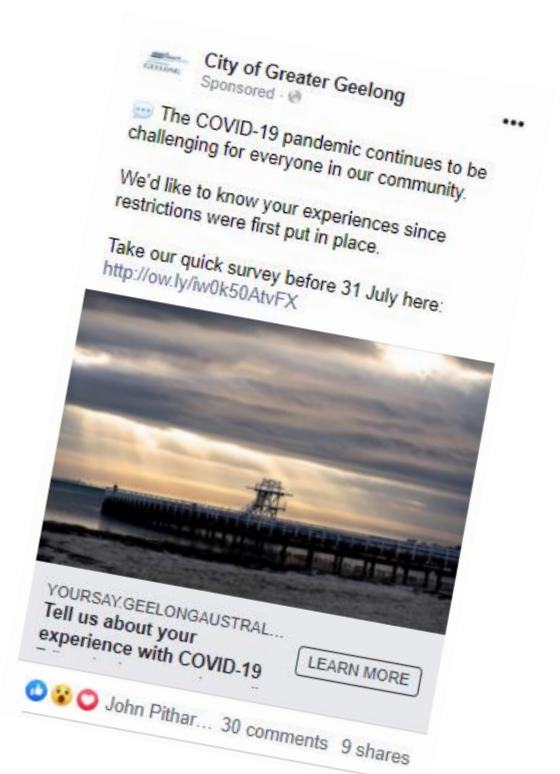 City of Greater Geelong
Sponsored ·
GEELONG
The COVID-19 pandemic continues to be
challenging for everyone in our community.
We'd like to know your experiences since
restrictions were first put in place.
Take our quick survey before 31 July here:
http://ow.ly/iw0k50AtvFX
YOURSAY.GEELONGAUSTRAL...
Tell us about your
experience with COVID-19
LEARN MORE
John Pithar... 30 comments 9 shares